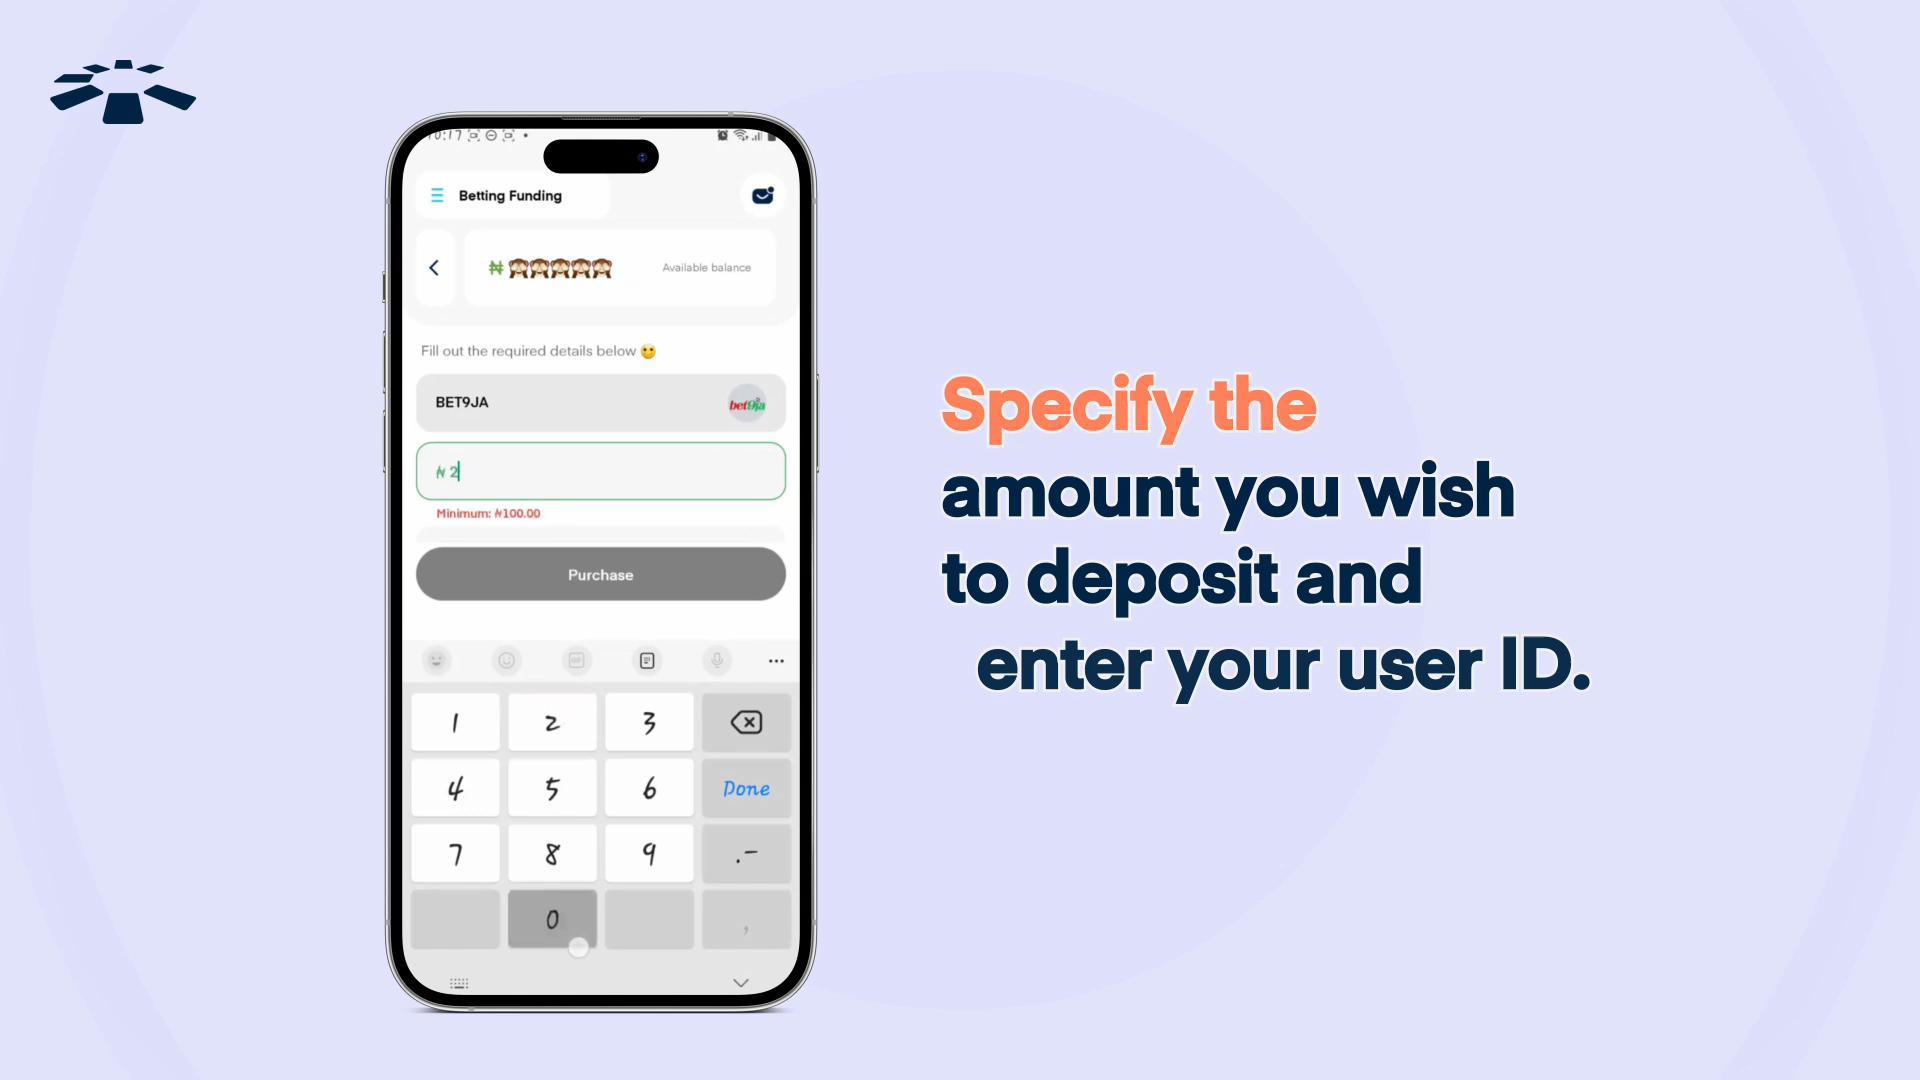 Betting Funding
₦ 🙈🙈🙈🙈🙈 Available balance
Fill out the required details below
BET9JA
bet9ja
₦ 2
Minimum: ₦100.00
Purchase
1 2 3
4 5 6 Done
7 8 9 .-
0 ,
Specify the
amount you wish
to deposit and
enter your user ID.